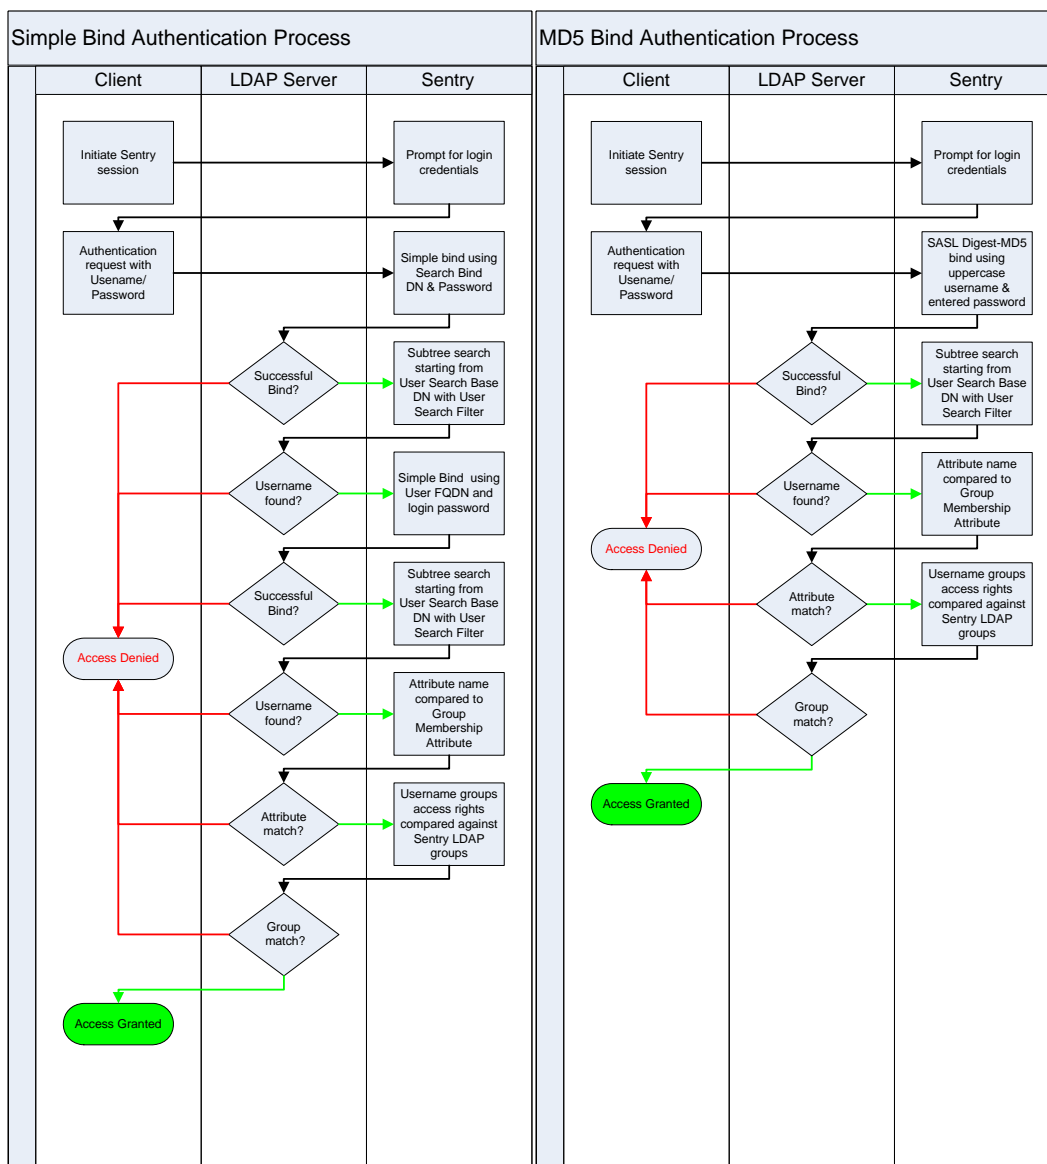 Simple Bind Authentication Process
Client
LDAP Server
Sentry
Initiate Sentry
session
Prompt for login
credentials
Authentication
request with
Usename/
Password
Simple bind using
Search Bind
DN & Password
Successful
Bind?
Subtree search
starting from
User Search Base
DN with User
Search Filter
Username
found?
Simple Bind using
User FQDN and
login password
Successful
Bind?
Subtree search
starting from
User Search Base
DN with User
Search Filter
Access Denied
Username
found?
Attribute name
compared to
Group
Membership
Attribute
Attribute
match?
Username groups
access rights
compared against
Sentry LDAP
groups
Group
match?
Access Granted
MD5 Bind Authentication Process
Client
LDAP Server
Sentry
Initiate Sentry
session
Prompt for login
credentials
Authentication
request with
Usename/
Password
SASL Digest-MD5
bind using
uppercase
username &
entered password
Successful
Bind?
Subtree search
starting from
User Search Base
DN with User
Search Filter
Username
found?
Attribute name
compared to
Group
Membership
Attribute
Access Denied
Attribute
match?
Username groups
access rights
compared against
Sentry LDAP
groups
Group
match?
Access Granted